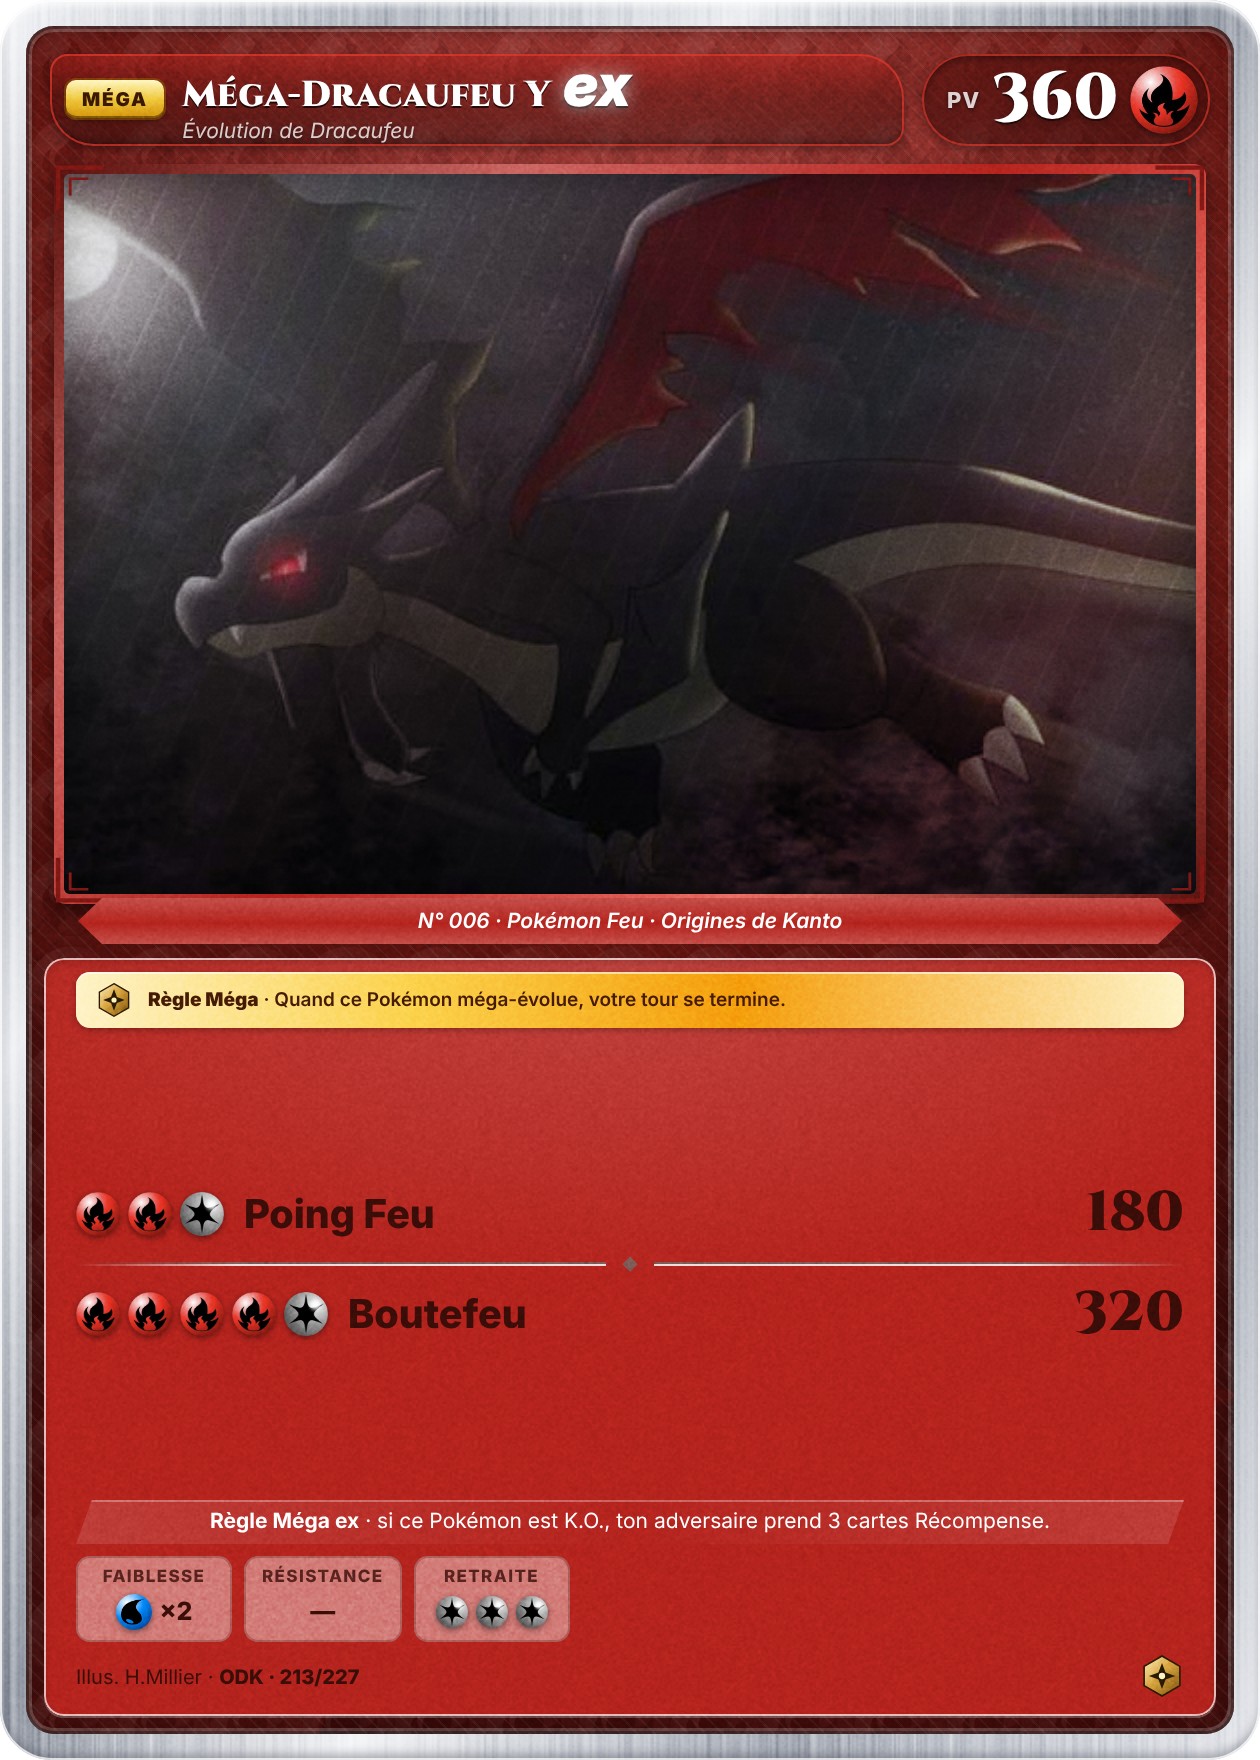 MÉGA
Méga-Dracaufeu Y ex
PV 360
Évolution de Dracaufeu
N° 006 · Pokémon Feu · Origines de Kanto
Règle Méga · Quand ce Pokémon méga-évolue, votre tour se termine.
Poing Feu 180
Boutefeu 320
Règle Méga ex · si ce Pokémon est K.O., ton adversaire prend 3 cartes Récompense.
FAIBLESSE RÉSISTANCE RETRAITE
×2 —
Illus. H.Millier · ODK · 213/227